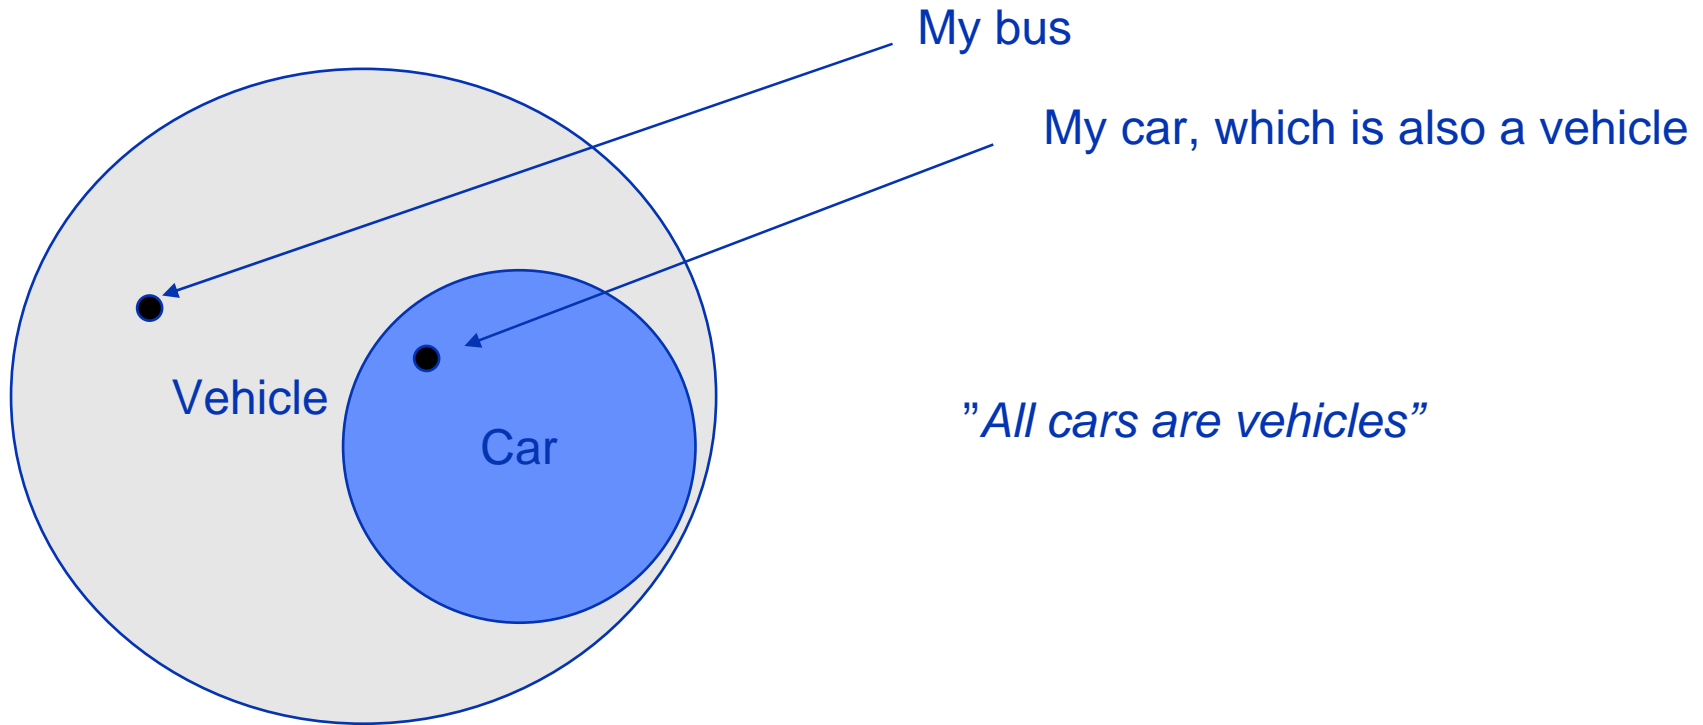 My bus
My car, which is also a vehicle
Vehicle
Car
”All cars are vehicles”